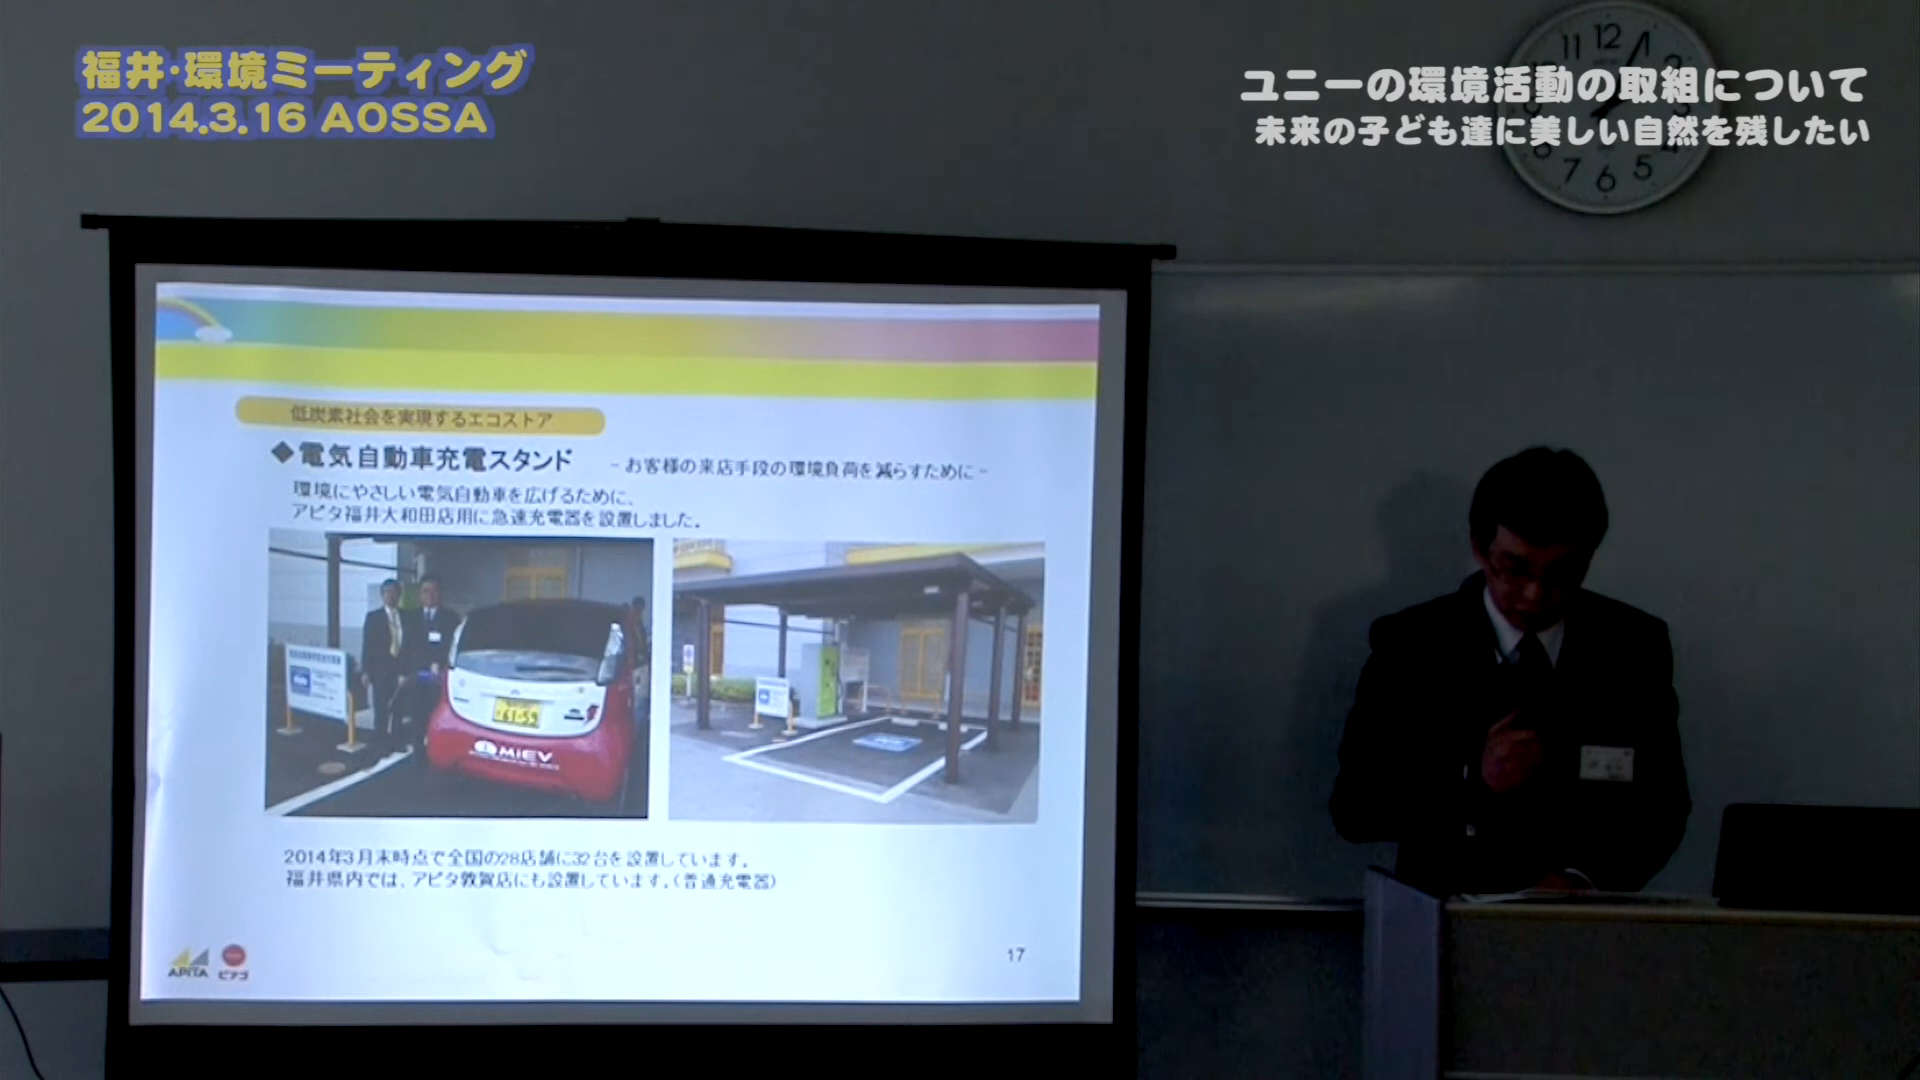 福井・環境ミーティング
2014.3.16 AOSSA
ユニーの環境活動の取組について
未来の子ども達に美しい自然を残したい
11 12 1
7 6 5
低炭素社会を実現するエコストア
◆電気自動車充電スタンド －お客様の来店手段の環境負荷を減らすために－
環境にやさしい電気自動車を広げるために、
アピタ福井大和田店用に急速充電器を設置しました。
61-59
MiEV
2014年3月末時点で全国の28店舗に32台を設置しています。
福井県内では、アピタ敦賀店にも設置しています。（普通充電器）
APITA ピアゴ
17